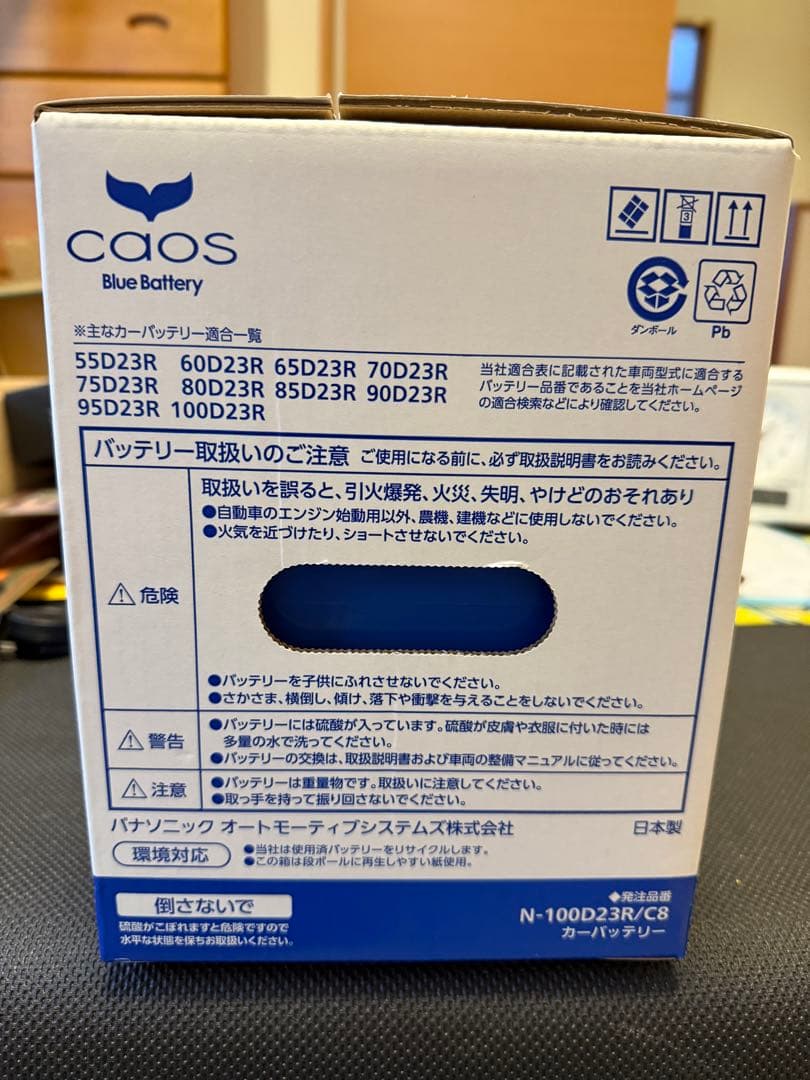 caos
Blue Battery
3
ダンボール
Pb
※主なカーバッテリー適合一覧
55D23R 60D23R 65D23R 70D23R
75D23R 80D23R 85D23R 90D23R
95D23R 100D23R
当社適合表に記載された車両型式に適合する
バッテリー品番であることを当社ホームページ
の適合検索などにより確認してください。
バッテリー取扱いのご注意 ご使用になる前に、必ず取扱説明書をお読みください。
危険
取扱いを誤ると、引火爆発、火災、失明、やけどのおそれあり
●自動車のエンジン始動用以外、農機、建機などに使用しないでください。
●火気を近づけたり、ショートさせないでください。
●バッテリーを子供にふれさせないでください。
●さかさま、横倒し、傾け、落下や衝撃を与えることをしないでください。
警告
●バッテリーには硫酸が入っています。硫酸が皮膚や衣服に付いた時には
多量の水で洗ってください。
●バッテリーの交換は、取扱説明書および車両の整備マニュアルに従ってください。
注意
●バッテリーは重量物です。取扱いに注意してください。
●取っ手を持って振り回さないでください。
パナソニック オートモーティブシステムズ株式会社 日本製
環境対応
●当社は使用済バッテリーをリサイクルします。
●この箱は段ボールに再生しやすい紙使用。
倒さないで
硫酸がこぼれますと危険ですので
水平な状態を保ちお取扱いください。
◆発注品番
N-100D23R/C8
カーバッテリー